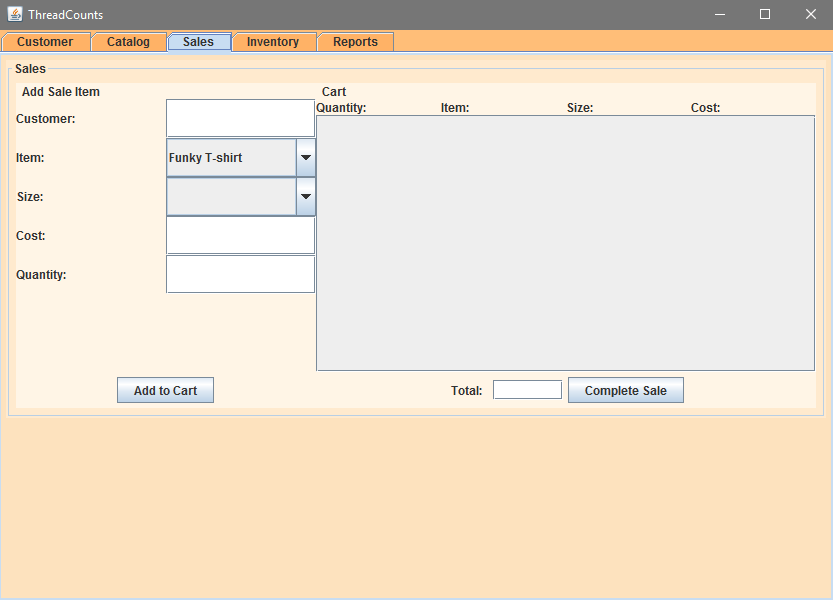 ThreadCounts
Customer Catalog Sales Inventory Reports
Sales
Add Sale Item
Customer:
Item: Funky T-shirt
Size:
Cost:
Quantity:
Add to Cart
Cart
Quantity: Item: Size: Cost:
Total: Complete Sale